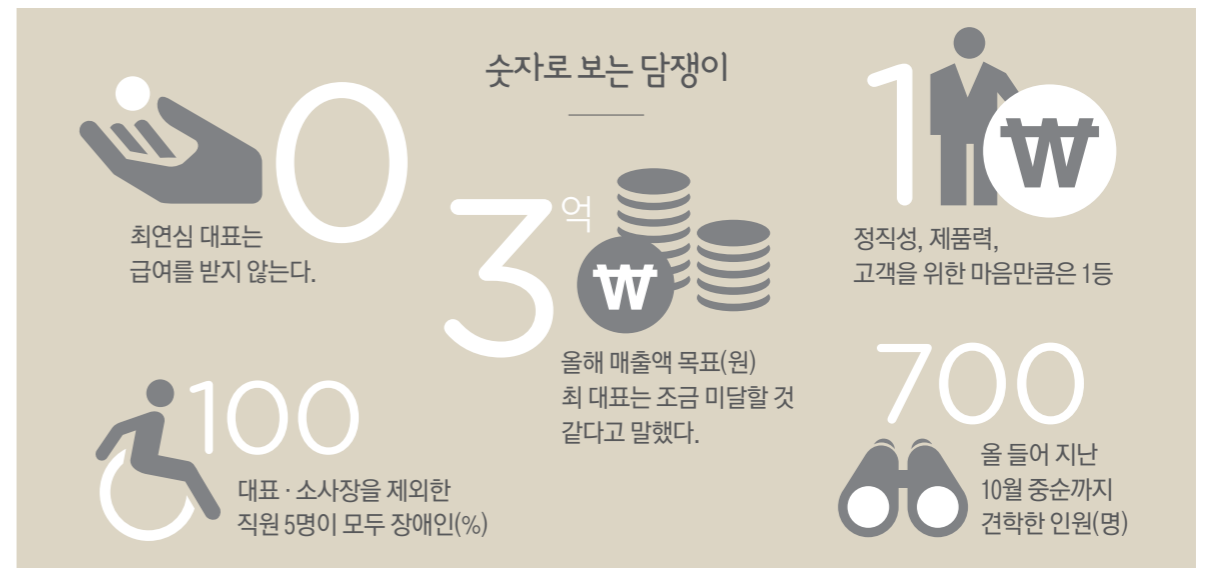 숫자로 보는 담쟁이
0
최연심 대표는
급여를 받지 않는다.
3억
₩
올해 매출액 목표(원)
최 대표는 조금 미달할 것
같다고 말했다.
1
₩
정직성, 제품력,
고객을 위한 마음만큼은 1등
100
대표 · 소사장을 제외한
직원 5명이 모두 장애인(%)
700
올 들어 지난
10월 중순까지
견학한 인원(명)